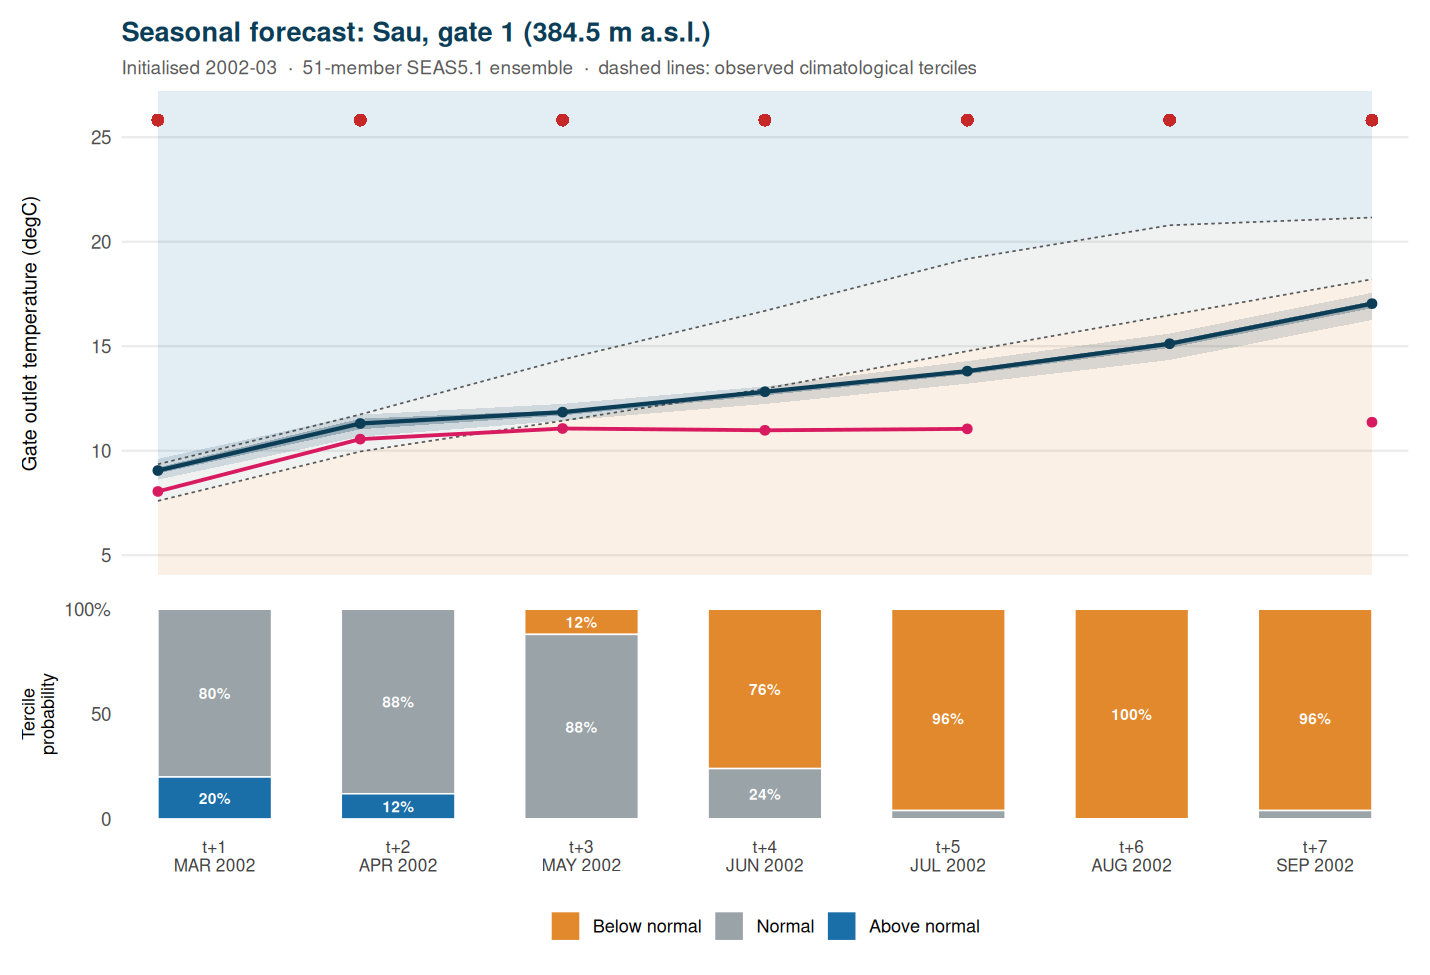 Seasonal forecast: Sau, gate 1 (384.5 m a.s.l.)
Initialised 2002-03 · 51-member SEAS5.1 ensemble · dashed lines: observed climatological terciles
Gate outlet temperature (degC)
25
20
15
10
5
Tercile
probability
100%
50
0
80%
20%
88%
12%
12%
88%
76%
24%
96%
100%
96%
t+1
MAR 2002
t+2
APR 2002
t+3
MAY 2002
t+4
JUN 2002
t+5
JUL 2002
t+6
AUG 2002
t+7
SEP 2002
Below normal
Normal
Above normal